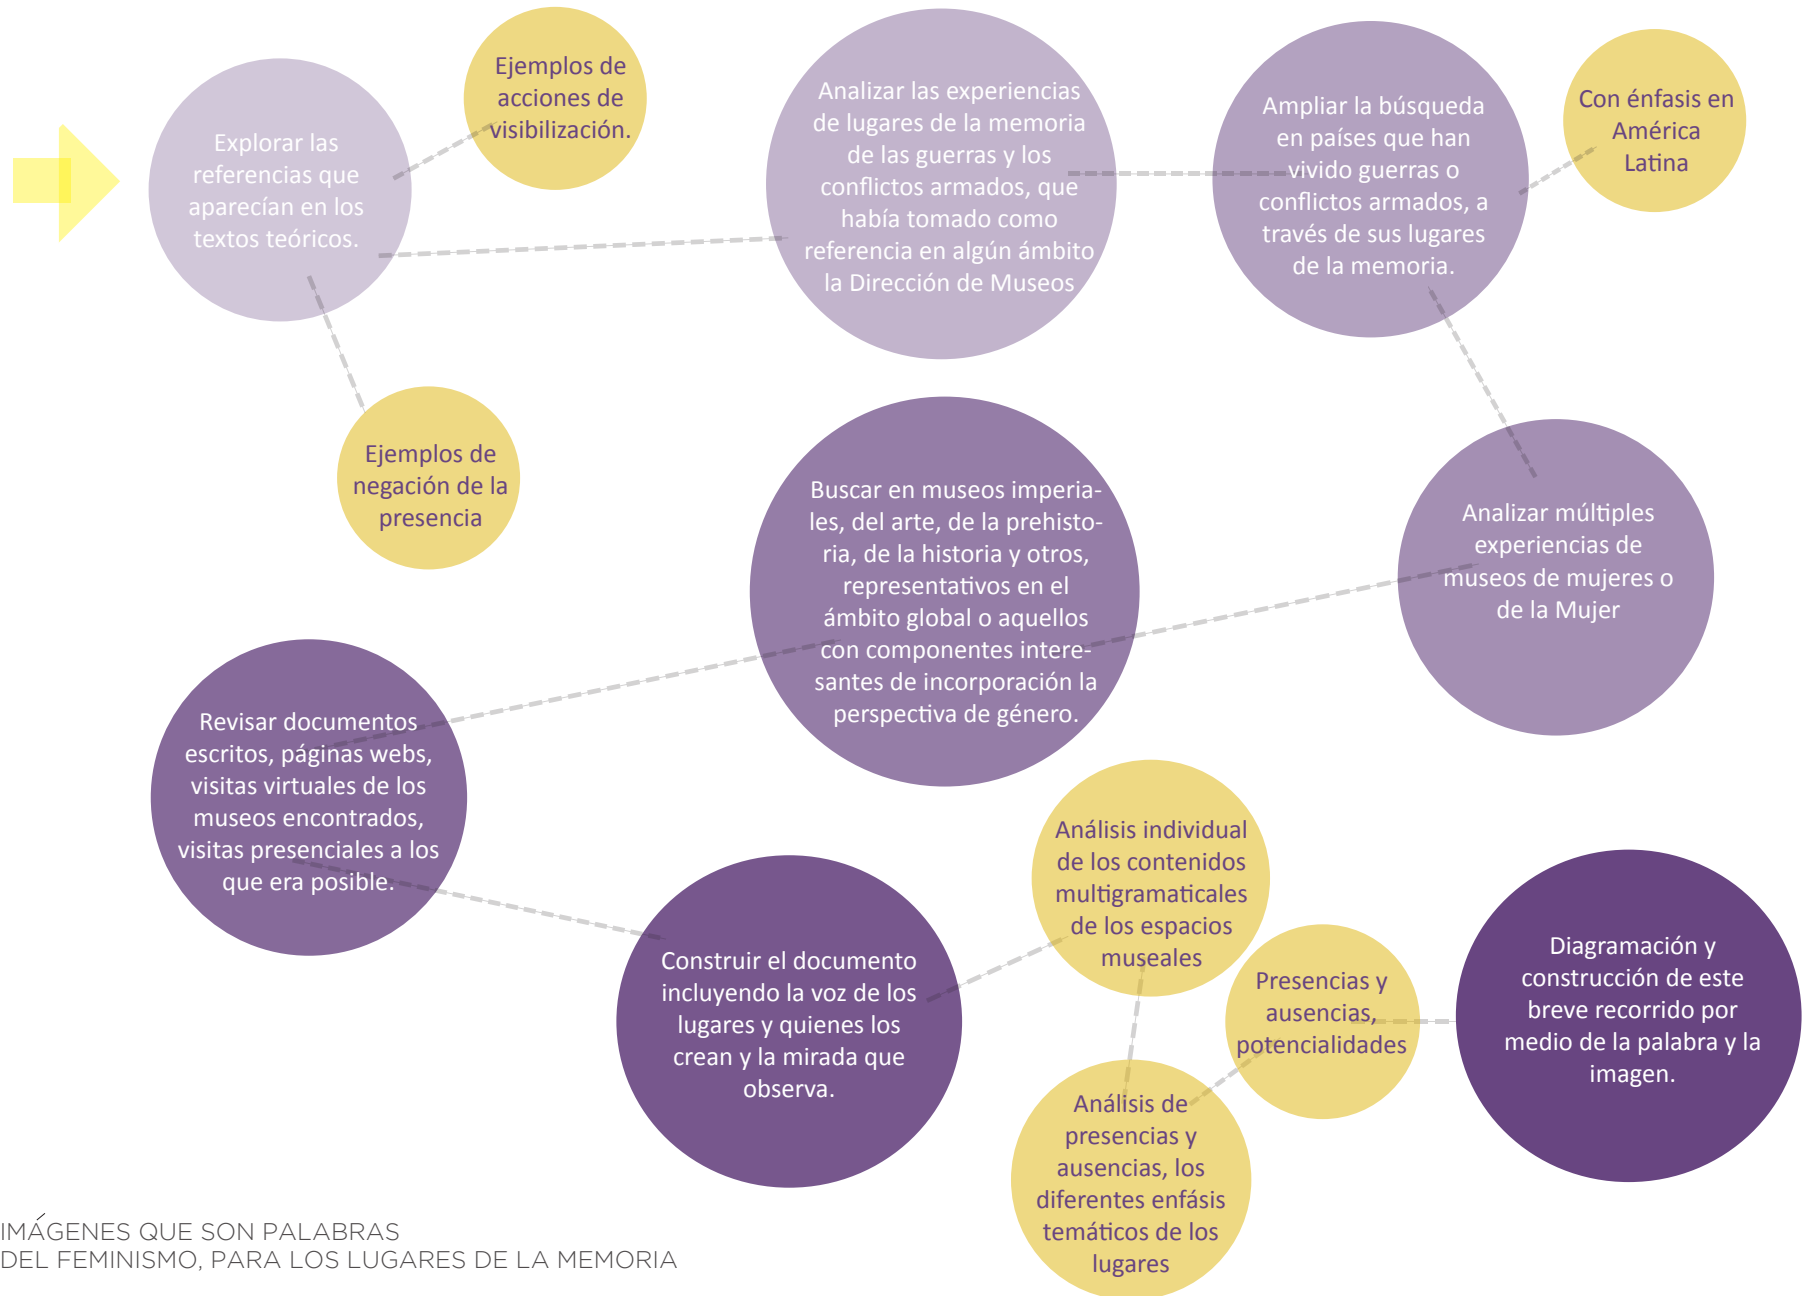 Explorar las
referencias que
aparecían en los
textos teóricos.
Ejemplos de
acciones de
visibilización.
Ejemplos de
negación de la
presencia
Analizar las experiencias
de lugares de la memoria
de las guerras y los
conflictos armados, que
había tomado como
referencia en algún ámbito
la Dirección de Museos
Ampliar la búsqueda
en países que han
vivido guerras o
conflictos armados, a
través de sus lugares
de la memoria.
Con énfasis en
América
Latina
Analizar múltiples
experiencias de
museos de mujeres o
de la Mujer
Buscar en museos imperia-
les, del arte, de la prehisto-
ria, de la historia y otros,
representativos en el
ámbito global o aquellos
con componentes intere-
santes de incorporación la
perspectiva de género.
Revisar documentos
escritos, páginas webs,
visitas virtuales de los
museos encontrados,
visitas presenciales a los
que era posible.
Construir el documento
incluyendo la voz de los
lugares y quienes los
crean y la mirada que
observa.
Análisis individual
de los contenidos
multigramaticales
de los espacios
museales
Análisis de
presencias y
ausencias, los
diferentes enfásis
temáticos de los
lugares
Presencias y
ausencias,
potencialidades
Diagramación y
construcción de este
breve recorrido por
medio de la palabra y la
imagen.
IMÁGENES QUE SON PALABRAS
DEL FEMINISMO, PARA LOS LUGARES DE LA MEMORIA